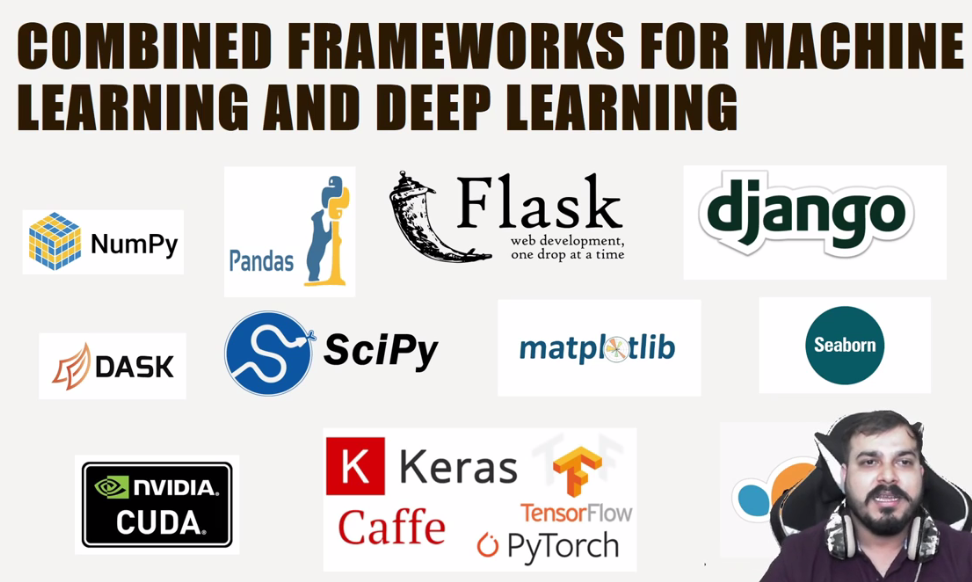 COMBINED FRAMEWORKS FOR MACHINE
LEARNING AND DEEP LEARNING
NumPy
Pandas
Flask
web development,
one drop at a time
django
DASK
SciPy
matplotlib
Seaborn
NVIDIA.
CUDA.
K Keras
TensorFlow
Caffe
PyTorch